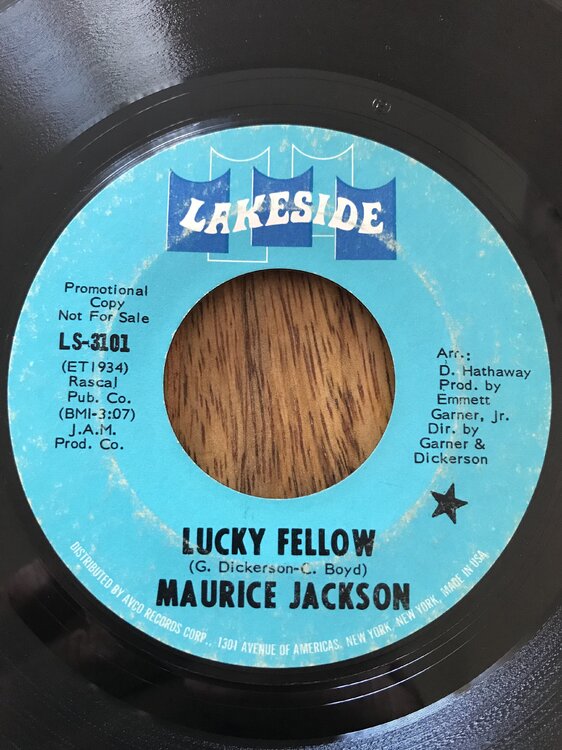 LAKESIDE
Promotional
Copy
Not For Sale
LS-3101
(ET1934)
Rascal
Pub. Co.
(BMI-3:07)
J.A.M.
Prod. Co.
Arr.:
D. Hathaway
Prod. by
Emmett
Garner, Jr.
Dir. by
Garner &
Dickerson
LUCKY FELLOW
(G. Dickerson-C. Boyd)
MAURICE JACKSON
DISTRIBUTED BY AVCO RECORDS CORP., 1301 AVENUE OF AMERICAS, NEW YORK, NEW YORK, MADE IN USA